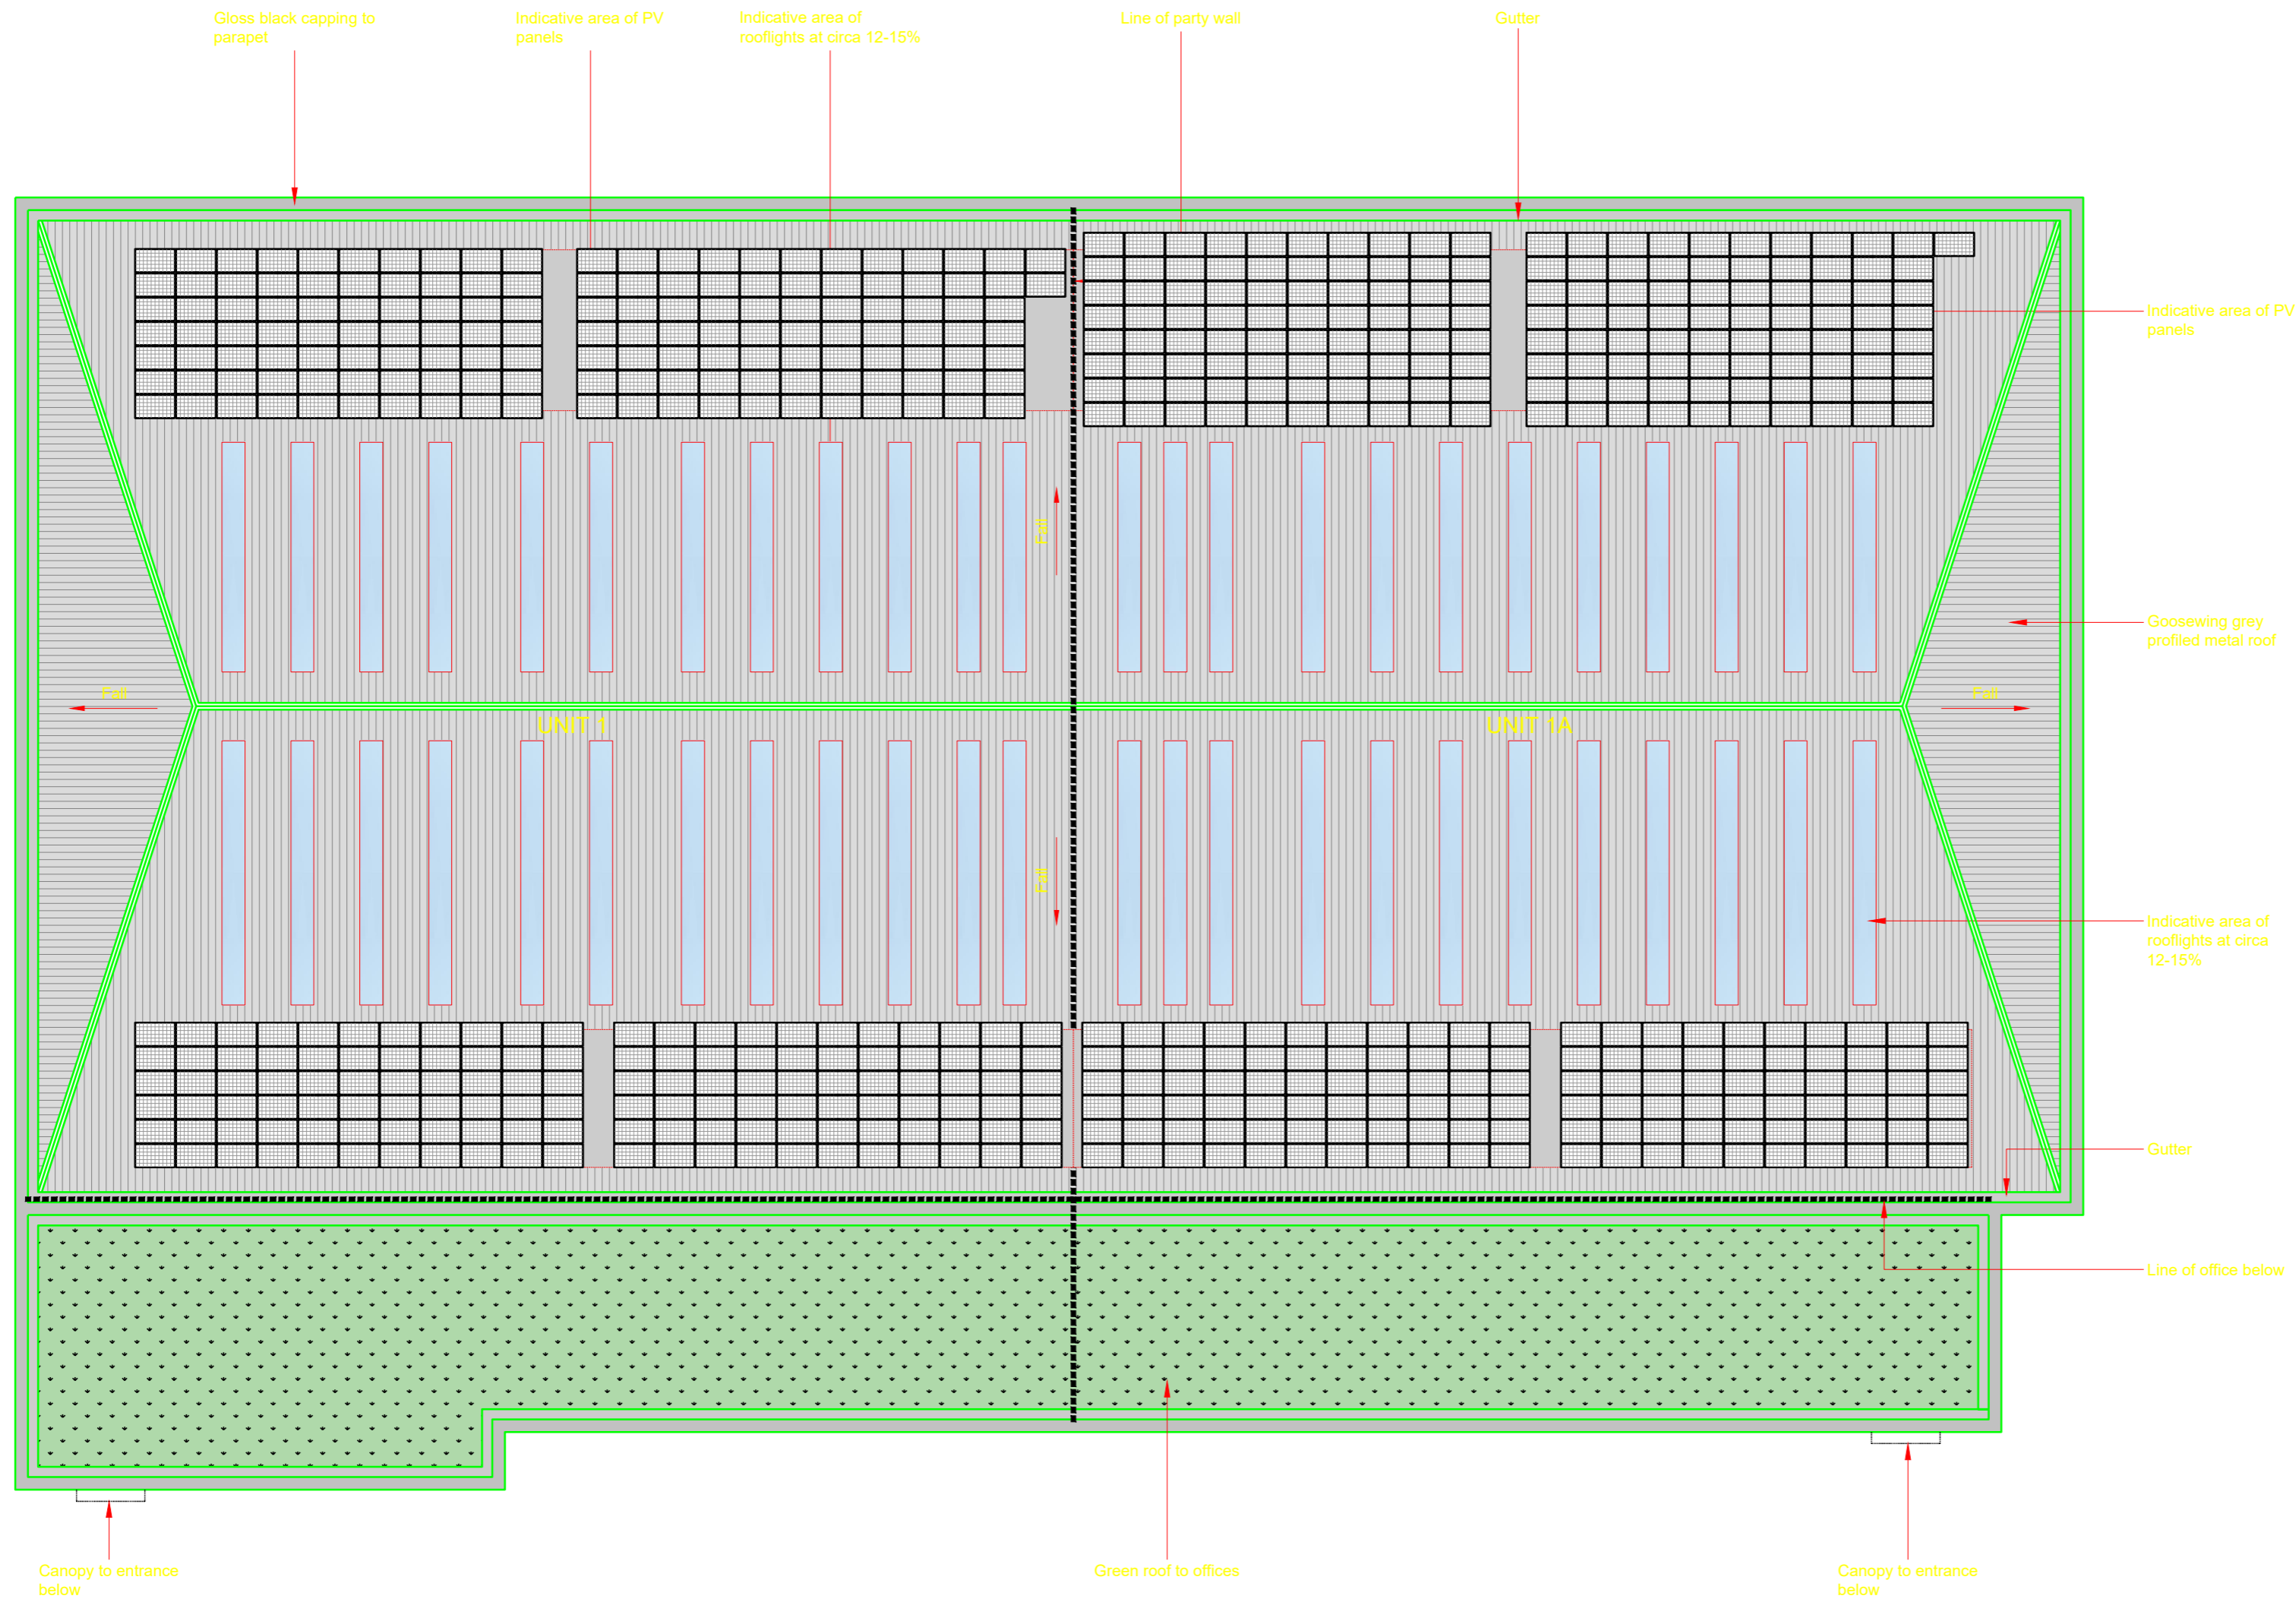 Gloss black capping to
parapet
Indicative area of PV
panels
Indicative area of
rooflights at circa 12-15%
Line of party wall
Gutter
Indicative area of PV
panels
Fall
Goosewing grey
profiled metal roof
Fall
Fall
UNIT 1
UNIT 1A
Fall
Indicative area of
rooflights at circa
12-15%
Gutter
Line of office below
Canopy to entrance
below
Green roof to offices
Canopy to entrance
below